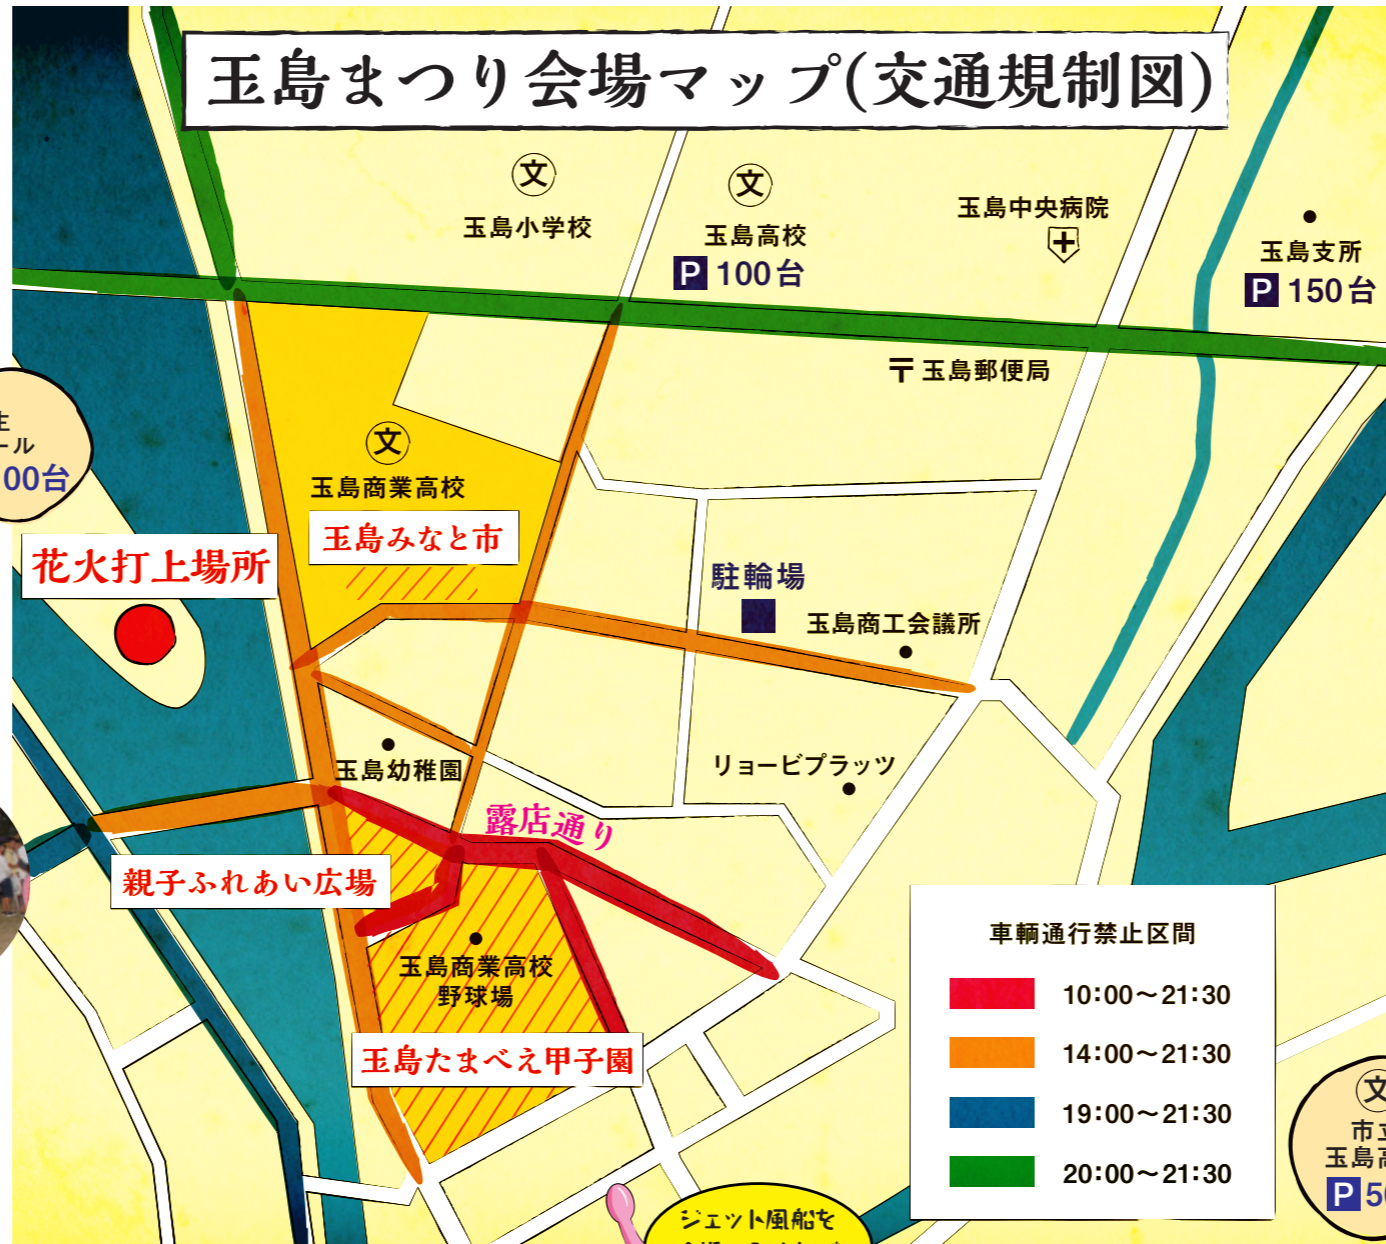 玉島まつり会場マップ(交通規制図)
文
玉島小学校
文
玉島高校
P 100台
玉島中央病院
玉島支所
P 150台
〒玉島郵便局
ール
00台
文
玉島商業高校
玉島みなと市
花火打上場所
駐輪場
玉島商工会議所
玉島幼稚園
リョービプラッツ
露店通り
親子ふれあい広場
玉島商業高校
野球場
玉島たまべえ甲子園
車輌通行禁止区間
10:00〜21:30
14:00〜21:30
19:00〜21:30
20:00〜21:30
文
市立
玉島高
P 50
ジェット風船を